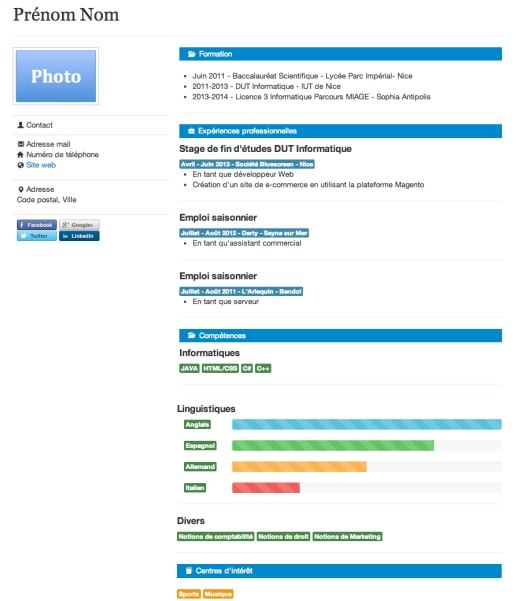 Prénom Nom
Photo
Contact
Adresse mail
Numéro de téléphone
Site web
Adresse
Code postal, Ville
Facebook
Google+
Twitter
LinkedIn
Formation
Juin 2011 - Baccalauréat Scientifique - Lycée Parc Impérial- Nice
2011-2013 - DUT Informatique - IUT de Nice
2013-2014 - Licence 3 Informatique Parcours MIAGE - Sophia Antipolis
Expériences professionnelles
Stage de fin d'études DUT Informatique
Avril - Juin 2013 - Société Bluescreen - Nice
En tant que développeur Web
Création d'un site de e-commerce en utilisant la plateforme Magento
Emploi saisonnier
Juillet - Août 2012 - Darty - Seyne sur Mer
En tant qu'assistant commercial
Emploi saisonnier
Juillet - Août 2011 - L'Arlequin - Bandol
En tant que serveur
Compétences
Informatiques
JAVA HTML/CSS C# C++
Linguistiques
Anglais
Espagnol
Allemand
Italien
Divers
Notions de comptabilité Notions de droit Notions de Marketing
Centres d'intérêt
Sports Musique